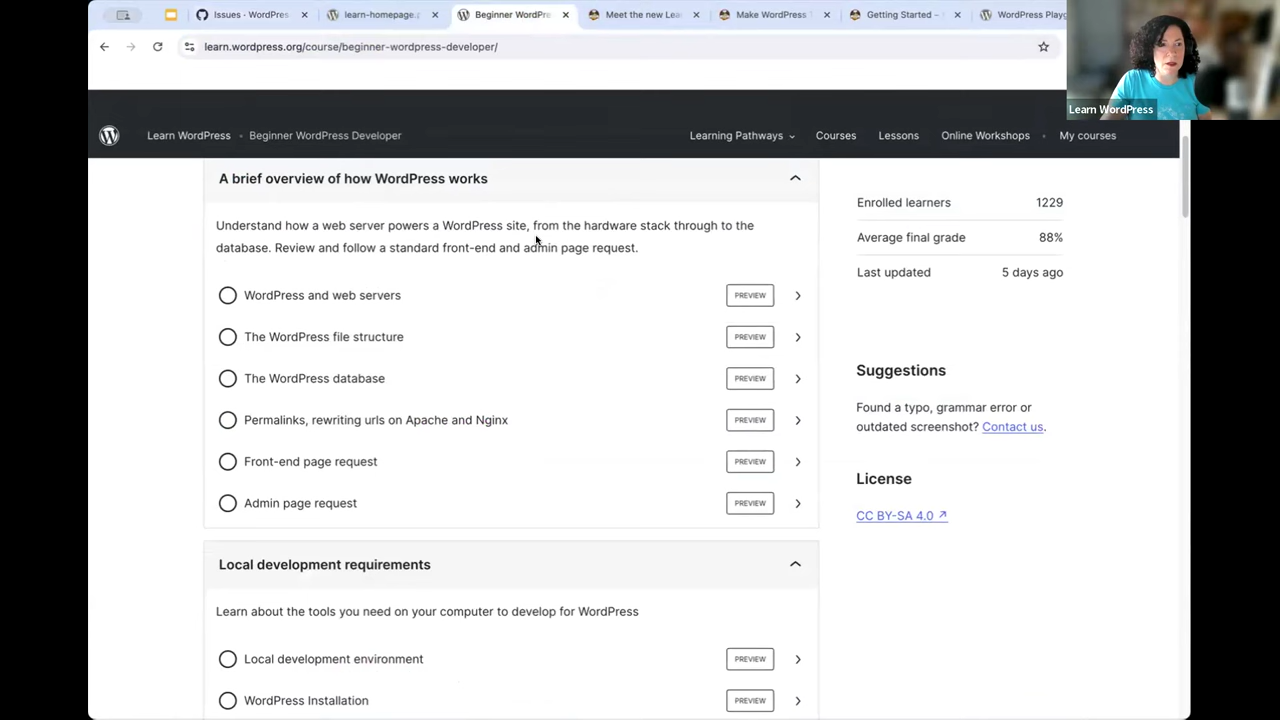 Issues · WordPres
learn-homepage.
Beginner WordPre
Meet the new Lea
Make WordPress
Getting Started –
WordPress Playg
learn.wordpress.org/course/beginner-wordpress-developer/
Learn WordPress
Learn WordPress
Beginner WordPress Developer
Learning Pathways
Courses
Lessons
Online Workshops
My courses
A brief overview of how WordPress works
Understand how a web server powers a WordPress site, from the hardware stack through to the
database. Review and follow a standard front-end and admin page request.
WordPress and web servers PREVIEW
The WordPress file structure PREVIEW
The WordPress database PREVIEW
Permalinks, rewriting urls on Apache and Nginx PREVIEW
Front-end page request PREVIEW
Admin page request PREVIEW
Local development requirements
Learn about the tools you need on your computer to develop for WordPress
Local development environment PREVIEW
WordPress Installation PREVIEW
Enrolled learners 1229
Average final grade 88%
Last updated 5 days ago
Suggestions
Found a typo, grammar error or
outdated screenshot? Contact us.
License
CC BY-SA 4.0 ↗